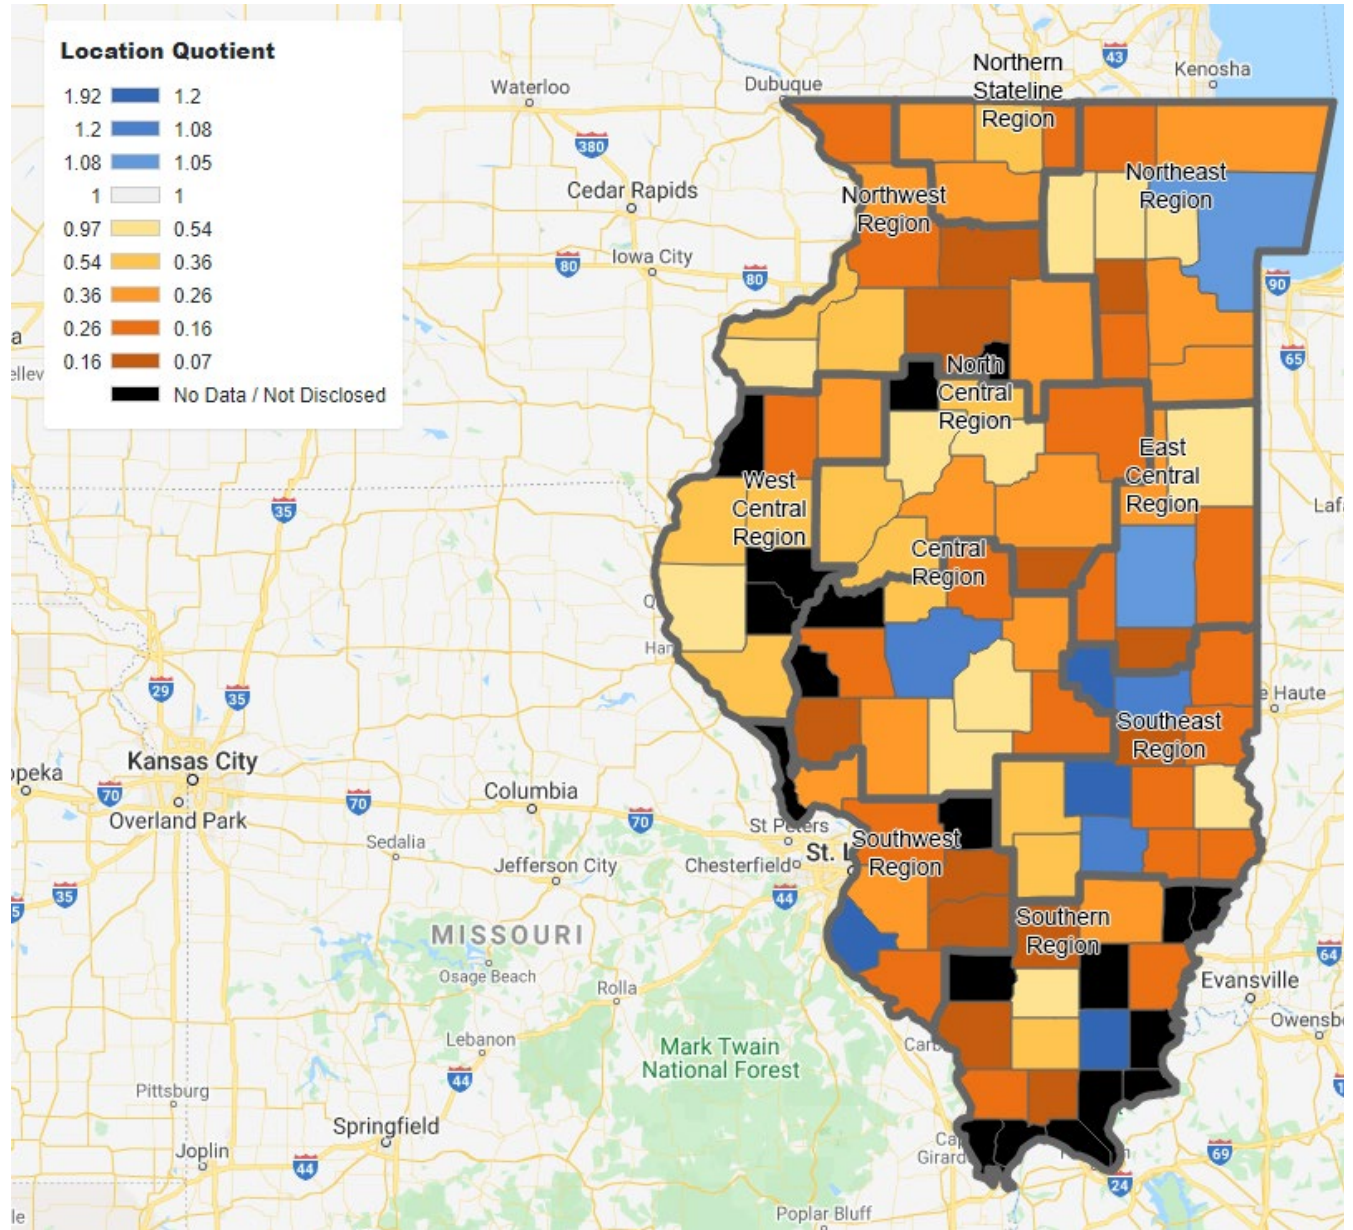 Location Quotient
1.92 1.2
1.2 1.08
1.08 1.05
1 1
0.97 0.54
0.54 0.36
0.36 0.26
0.26 0.16
0.16 0.07
No Data / Not Disclosed
Northern
Stateline
Region
43
Kenosha
Waterloo
Dubuque
380
Northeast
Region
Cedar Rapids
Northwest
Region
Iowa City
80
80
90
65
North
Central
Region
East
Central
Region
West
Central
Region
35
Central
Region
29
35
Southeast
Region
Kansas City
70
Overland Park
70
Columbia
70
St Peters
Southwest
Region
Sedalia
Jefferson City
Chesterfield
St.
44
35
MISSOURI
Osage Beach
Southern
Region
64
Evansville
Rolla
Lebanon
Mark Twain
National Forest
44
Pittsburg
Springfield
Joplin
44
69
24
Poplar Bluff